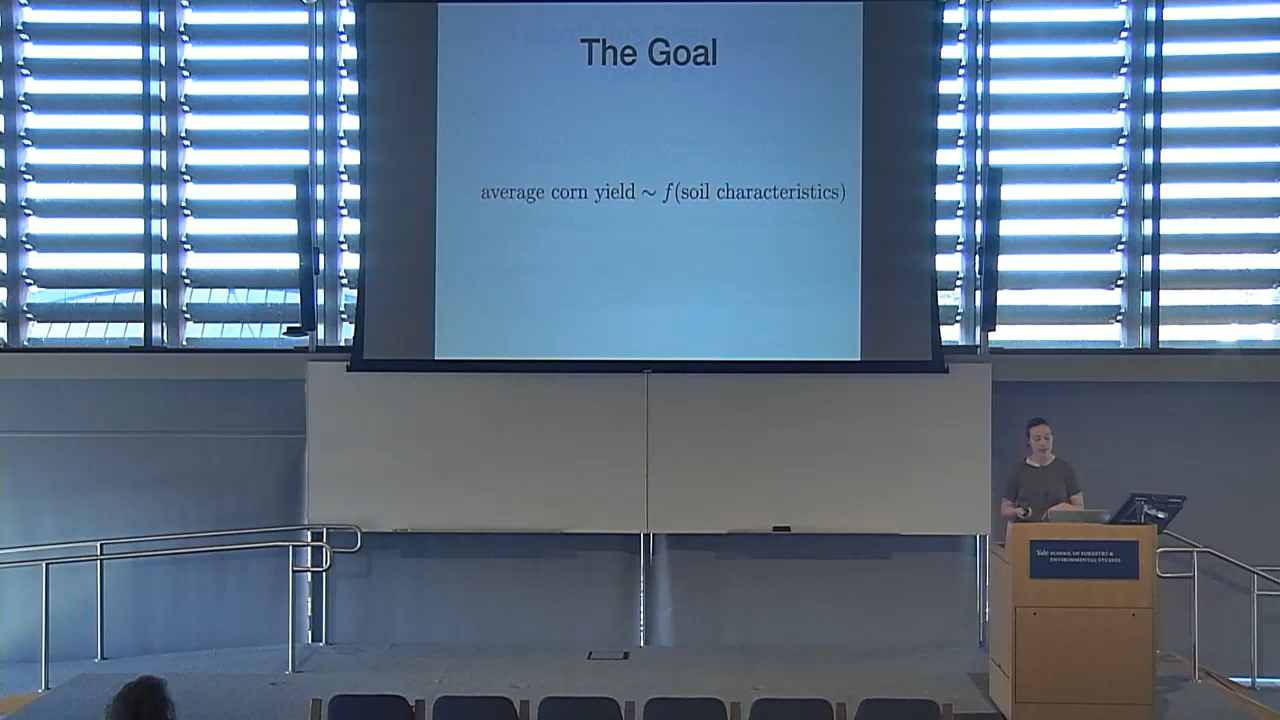 The Goal
average corn yield ∼ f(soil characteristics)
Yale SCHOOL OF FORESTRY &
ENVIRONMENTAL STUDIES